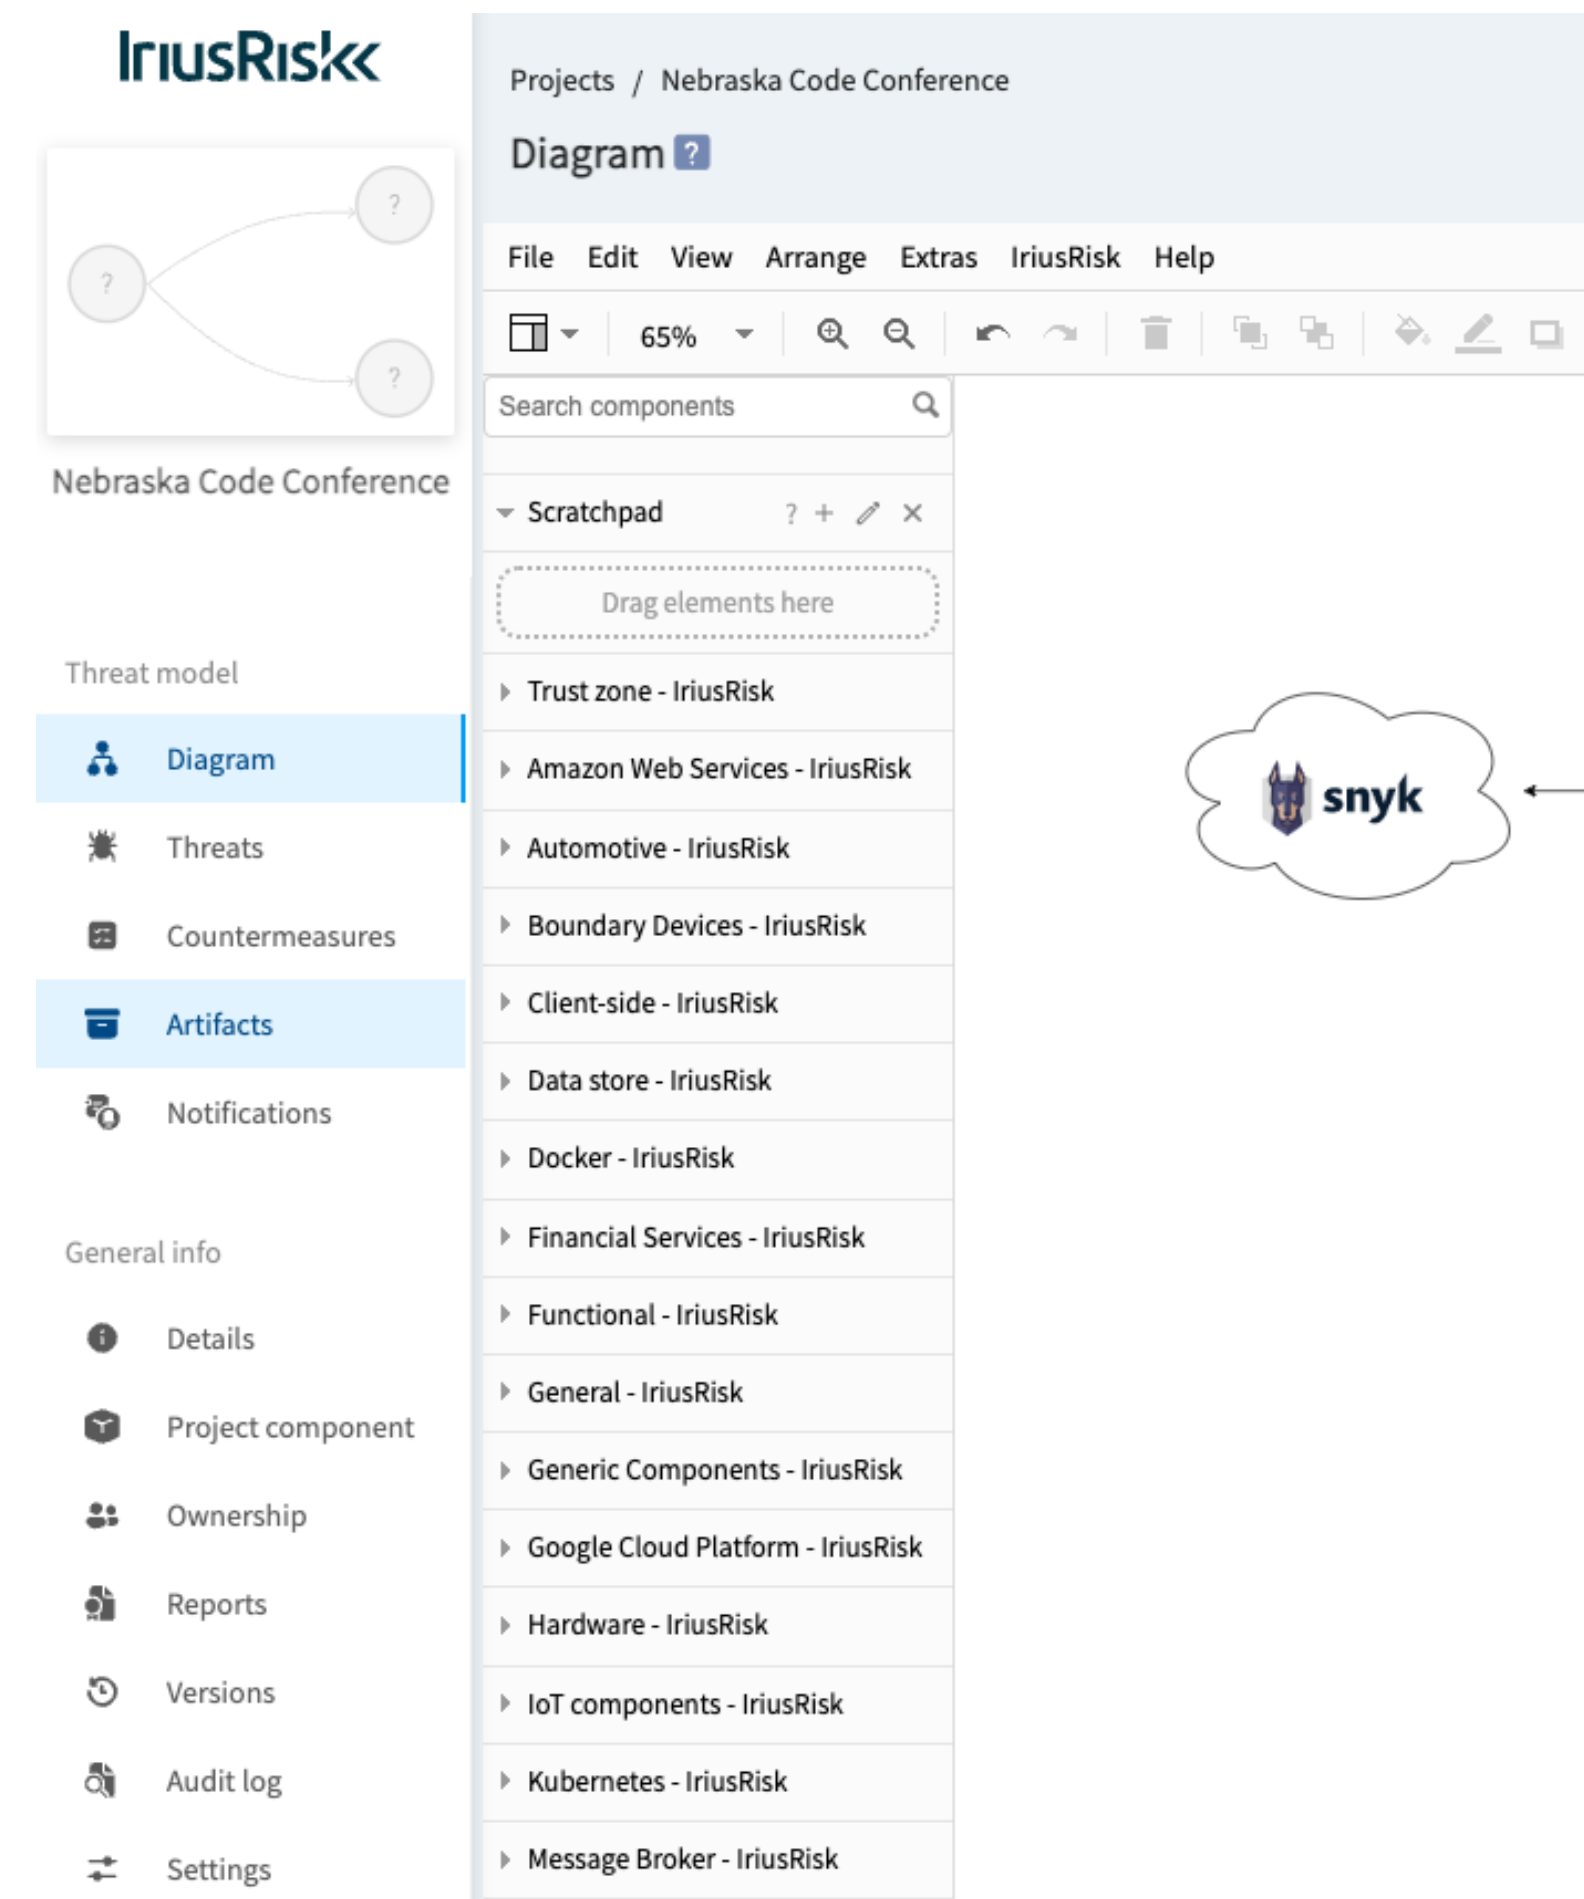 IriusRisk
?
?
?
Nebraska Code Conference
Threat model
Diagram
Threats
Countermeasures
Artifacts
Notifications
General info
Details
Project component
Ownership
Reports
Versions
Audit log
Settings
Projects / Nebraska Code Conference
Diagram ?
File Edit View Arrange Extras IriusRisk Help
65%
Search components
Scratchpad ? +
Drag elements here
Trust zone - IriusRisk
Amazon Web Services - IriusRisk
Automotive - IriusRisk
Boundary Devices - IriusRisk
Client-side - IriusRisk
Data store - IriusRisk
Docker - IriusRisk
Financial Services - IriusRisk
Functional - IriusRisk
General - IriusRisk
Generic Components - IriusRisk
Google Cloud Platform - IriusRisk
Hardware - IriusRisk
IoT components - IriusRisk
Kubernetes - IriusRisk
Message Broker - IriusRisk
snyk